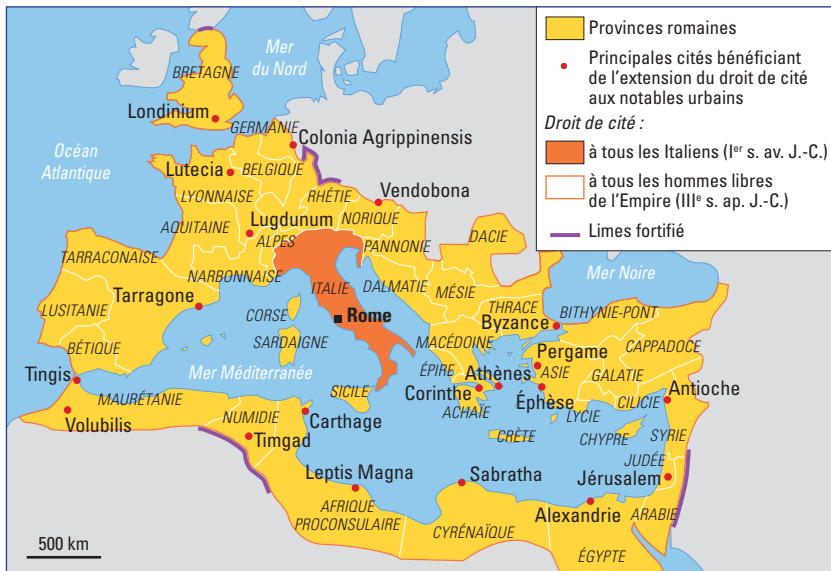 Provinces romaines
Principales cités bénéficiant
de l'extension du droit de cité
aux notables urbains
Droit de cité :
à tous les Italiens (Ier s. av. J.-C.)
à tous les hommes libres
de l'Empire (IIIe s. ap. J.-C.)
Limes fortifié
Mer
du Nord
BRETAGNE
Londinium
GERMANIE
Colonia Agrippinensis
Océan
Atlantique
Lutecia
BELGIQUE
LYONNAISE
RHÉTIE
Vendobona
AQUITAINE
Lugdunum
NORIQUE
ALPES
PANNONIE
DACIE
TARRACONAISE
NARBONNAISE
ITALIE
DALMATIE
MÉSIE
Mer Noire
LUSITANIE
Tarragone
CORSE
Rome
THRACE
BITHYNIE-PONT
Byzance
BÉTIQUE
SARDAIGNE
MACÉDOINE
CAPPADOCE
Pergame
Tingis
Mer Méditerranée
ÉPIRE
Athènes
ASIE
GALATIE
MAURÉTANIE
SICILE
Corinthe
Éphèse
CILICIE
Antioche
Volubilis
NUMIDIE
Carthage
ACHAÏE
LYCIE
Timgad
CRÈTE
CHYPRE
SYRIE
JUDÉE
Leptis Magna
Sabratha
Jérusalem
AFRIQUE
PROCONSULAIRE
CYRÉNAÏQUE
Alexandrie
ARABIE
500 km
ÉGYPTE